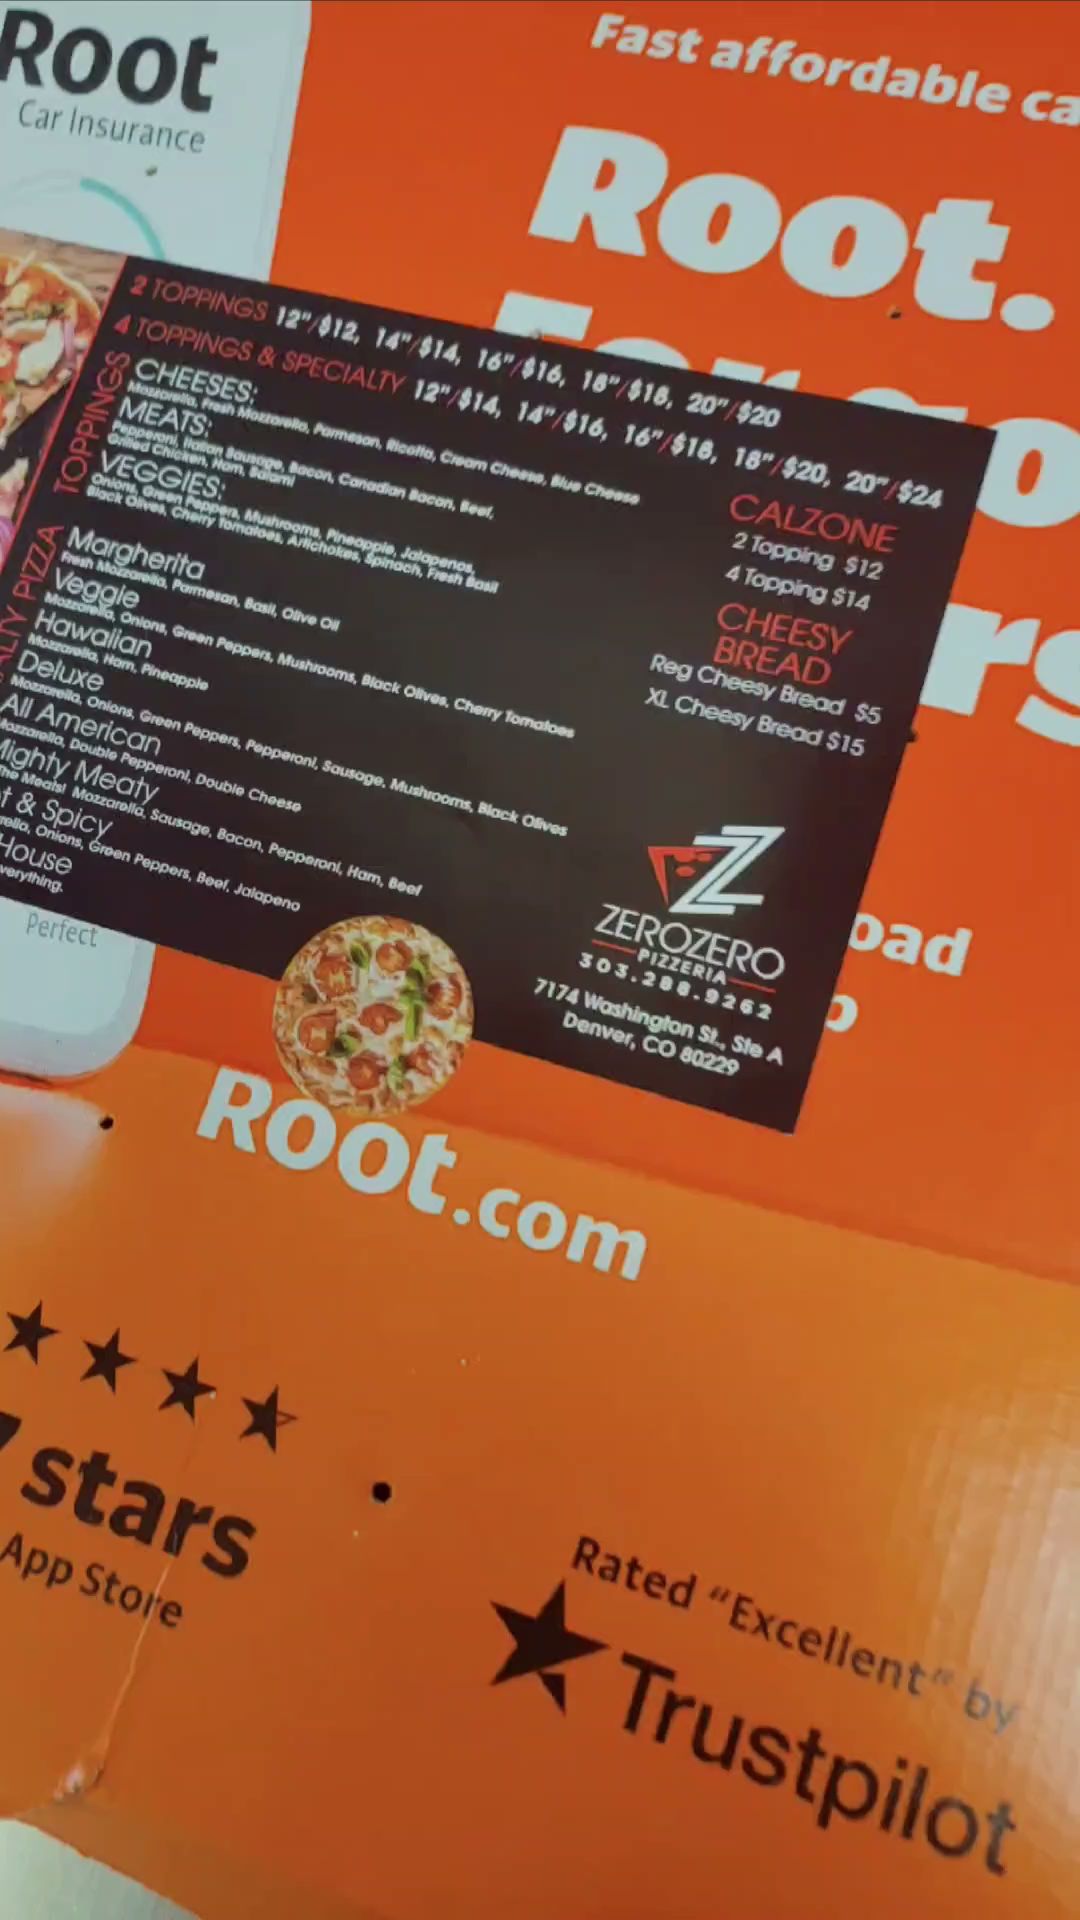 Root
Car Insurance
Fast affordable ca
Root.
rs
2 TOPPINGS 12"/$12, 14"/$14, 16"/$16, 18"/$18, 20"/$20
4 TOPPINGS & SPECIALTY 12"/$14, 14"/$16, 16"/$18, 18"/$20, 20"/$24
TOPPINGS
CHEESES:
Mozzarella, Fresh Mozzarella, Parmesan, Ricotta, Cream Cheese, Blue Cheese
MEATS:
Pepperoni, Italian Sausage, Bacon, Canadian Bacon, Beef,
Grilled Chicken, Ham, Salami
VEGGIES:
Onions, Green Peppers, Mushrooms, Pineapple, Jalapenos,
Black Olives, Cherry Tomatoes, Artichokes, Spinach, Fresh Basil
ALTY PIZZA
Margherita
Fresh Mozzarella, Parmesan, Basil, Olive Oil
Veggie
Mozzarella, Onions, Green Peppers, Mushrooms, Black Olives, Cherry Tomatoes
Hawaiian
Mozzarella, Ham, Pineapple
Deluxe
Mozzarella, Onions, Green Peppers, Pepperoni, Sausage, Mushrooms, Black Olives
All American
Mozzarella, Double Pepperoni, Double Cheese
Mighty Meaty
The Meats! Mozzarella, Sausage, Bacon, Pepperoni, Ham, Beef
t & Spicy
rella, Onions, Green Peppers, Beef, Jalapeno
House
verything.
CALZONE
2 Topping $12
4 Topping $14
CHEESY
BREAD
Reg Cheesy Bread $5
XL Cheesy Bread $15
ZEROZERO
PIZZERIA
303.288.9262
7174 Washington St., Ste A
Denver, CO 80229
Perfect
oad
p
ROOt.com
stars
App Store
Rated "Excellent" by
Trustpilot